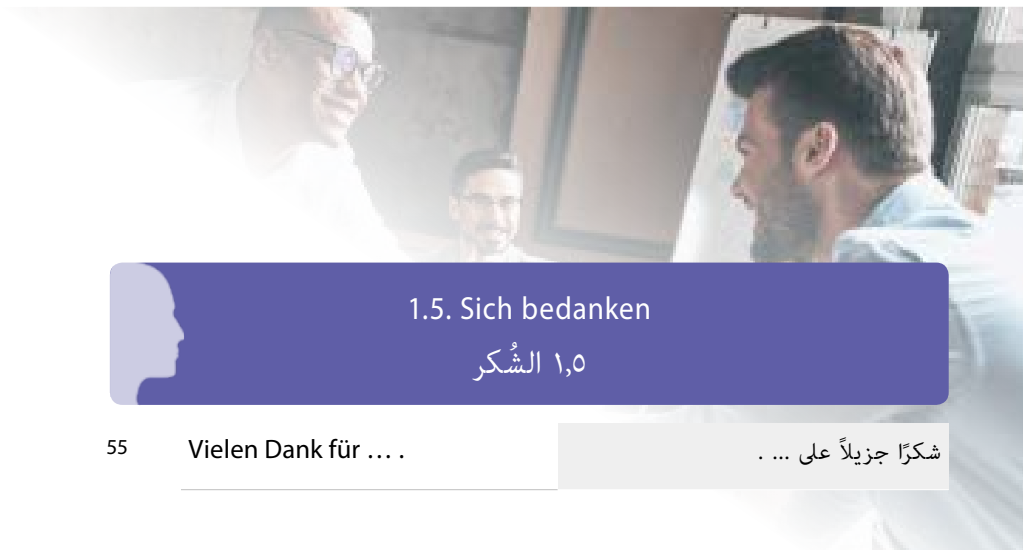 1.5. Sich bedanken
١,٥ الشُكر
55 Vielen Dank für … . شكرًا جزيلاً على ... .